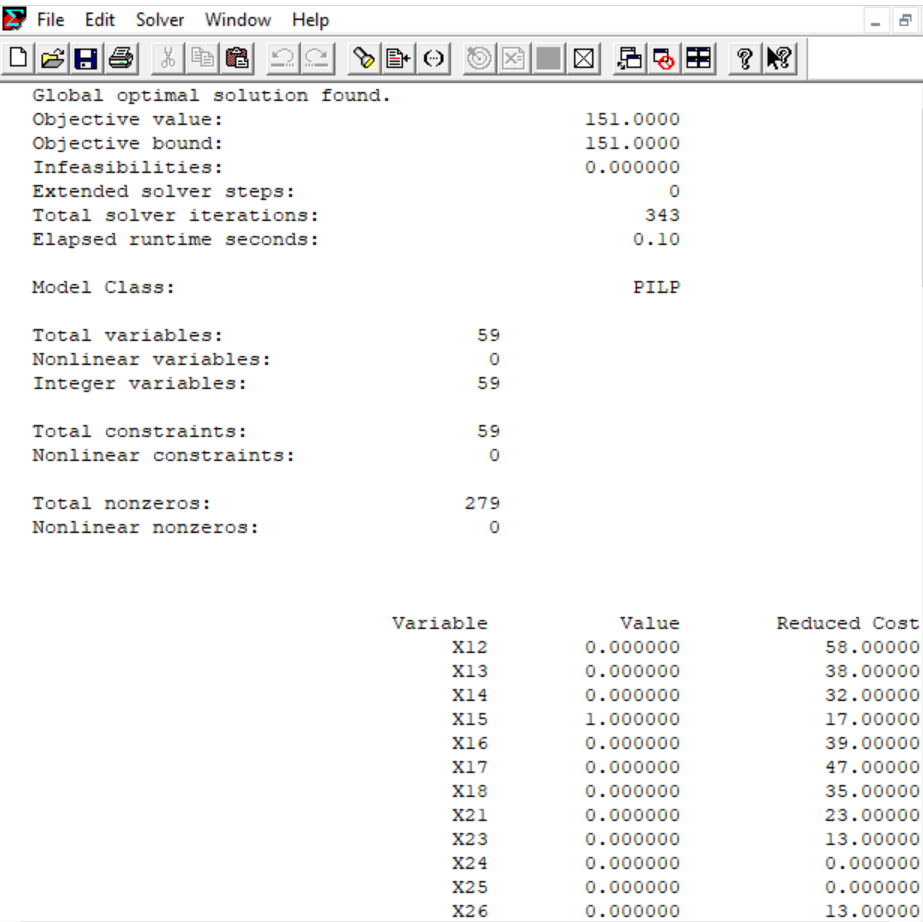 File Edit Solver Window Help
Global optimal solution found.
Objective value: 151.0000
Objective bound: 151.0000
Infeasibilities: 0.000000
Extended solver steps: 0
Total solver iterations: 343
Elapsed runtime seconds: 0.10
Model Class: PILP
Total variables: 59
Nonlinear variables: 0
Integer variables: 59
Total constraints: 59
Nonlinear constraints: 0
Total nonzeros: 279
Nonlinear nonzeros: 0
Variable Value Reduced Cost
X12 0.000000 58.00000
X13 0.000000 38.00000
X14 0.000000 32.00000
X15 1.000000 17.00000
X16 0.000000 39.00000
X17 0.000000 47.00000
X18 0.000000 35.00000
X21 0.000000 23.00000
X23 0.000000 13.00000
X24 0.000000 0.000000
X25 0.000000 0.000000
X26 0.000000 13.00000